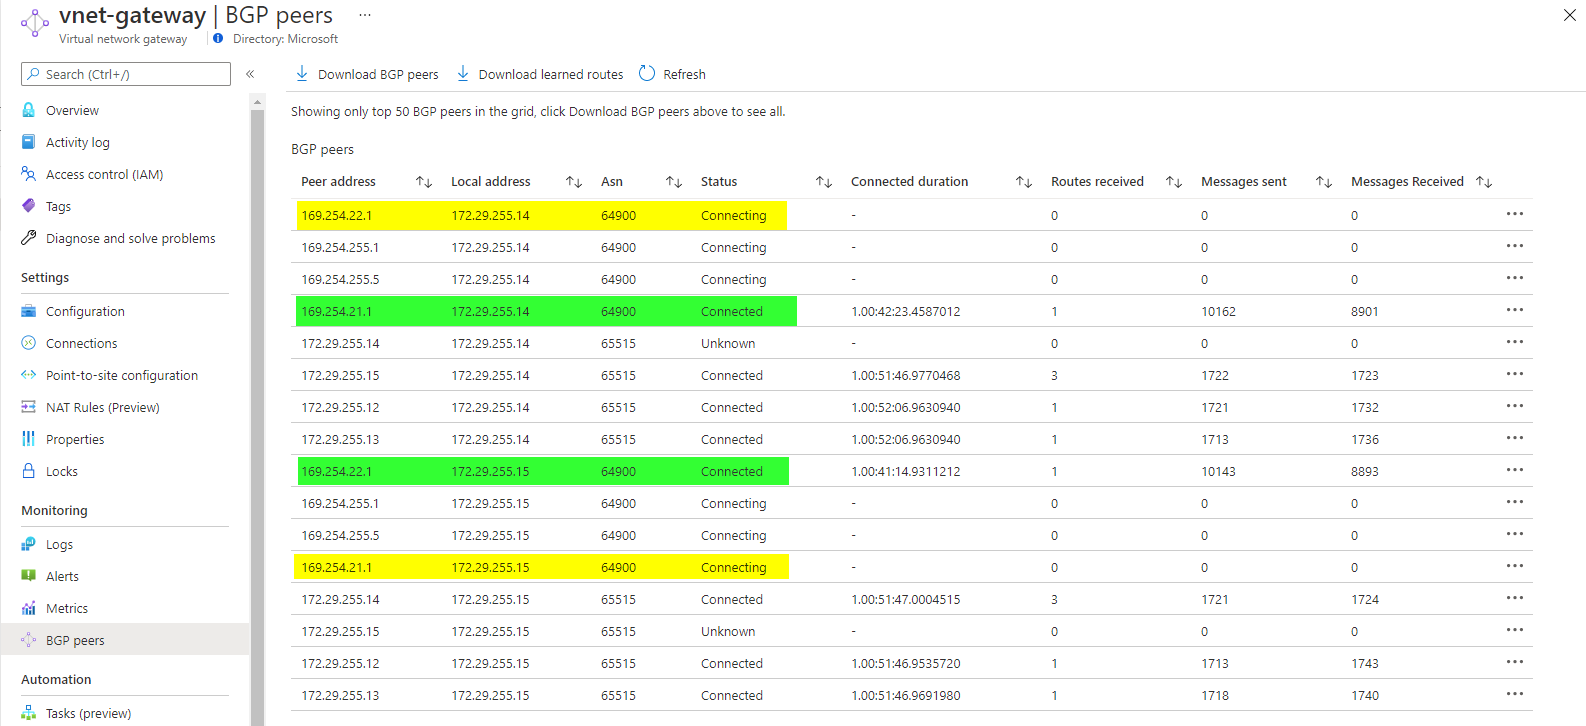 vnet-gateway | BGP peers ...
Virtual network gateway Directory: Microsoft
Search (Ctrl+/) «
Overview
Activity log
Access control (IAM)
Tags
Diagnose and solve problems
Settings
Configuration
Connections
Point-to-site configuration
NAT Rules (Preview)
Properties
Locks
Monitoring
Logs
Alerts
Metrics
BGP peers
Automation
Tasks (preview)
Download BGP peers Download learned routes Refresh
Showing only top 50 BGP peers in the grid, click Download BGP peers above to see all.
BGP peers
Peer address Local address Asn Status Connected duration Routes received Messages sent Messages Received
169.254.22.1 172.29.255.14 64900 Connecting - 0 0 0 ...
169.254.255.1 172.29.255.14 64900 Connecting - 0 0 0 ...
169.254.255.5 172.29.255.14 64900 Connecting - 0 0 0 ...
169.254.21.1 172.29.255.14 64900 Connected 1.00:42:23.4587012 1 10162 8901 ...
172.29.255.14 172.29.255.14 65515 Unknown - 0 0 0 ...
172.29.255.15 172.29.255.14 65515 Connected 1.00:51:46.9770468 3 1722 1723 ...
172.29.255.12 172.29.255.14 65515 Connected 1.00:52:06.9630940 1 1721 1732 ...
172.29.255.13 172.29.255.14 65515 Connected 1.00:52:06.9630940 1 1713 1736 ...
169.254.22.1 172.29.255.15 64900 Connected 1.00:41:14.9311212 1 10143 8893 ...
169.254.255.1 172.29.255.15 64900 Connecting - 0 0 0 ...
169.254.255.5 172.29.255.15 64900 Connecting - 0 0 0 ...
169.254.21.1 172.29.255.15 64900 Connecting - 0 0 0 ...
172.29.255.14 172.29.255.15 65515 Connected 1.00:51:47.0004515 3 1721 1724 ...
172.29.255.15 172.29.255.15 65515 Unknown - 0 0 0 ...
172.29.255.12 172.29.255.15 65515 Connected 1.00:51:46.9535720 1 1713 1743 ...
172.29.255.13 172.29.255.15 65515 Connected 1.00:51:46.9691980 1 1718 1740 ...